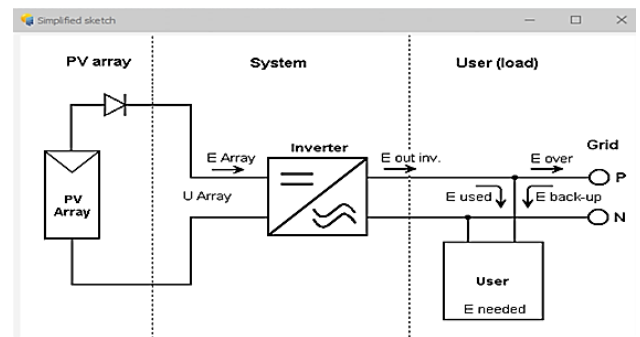 Simplified sketch
PV array
System
User (load)
Inverter
Grid
E Array
E out inv.
E over
P
PV
Array
U Array
E used
E back-up
N
User
E needed